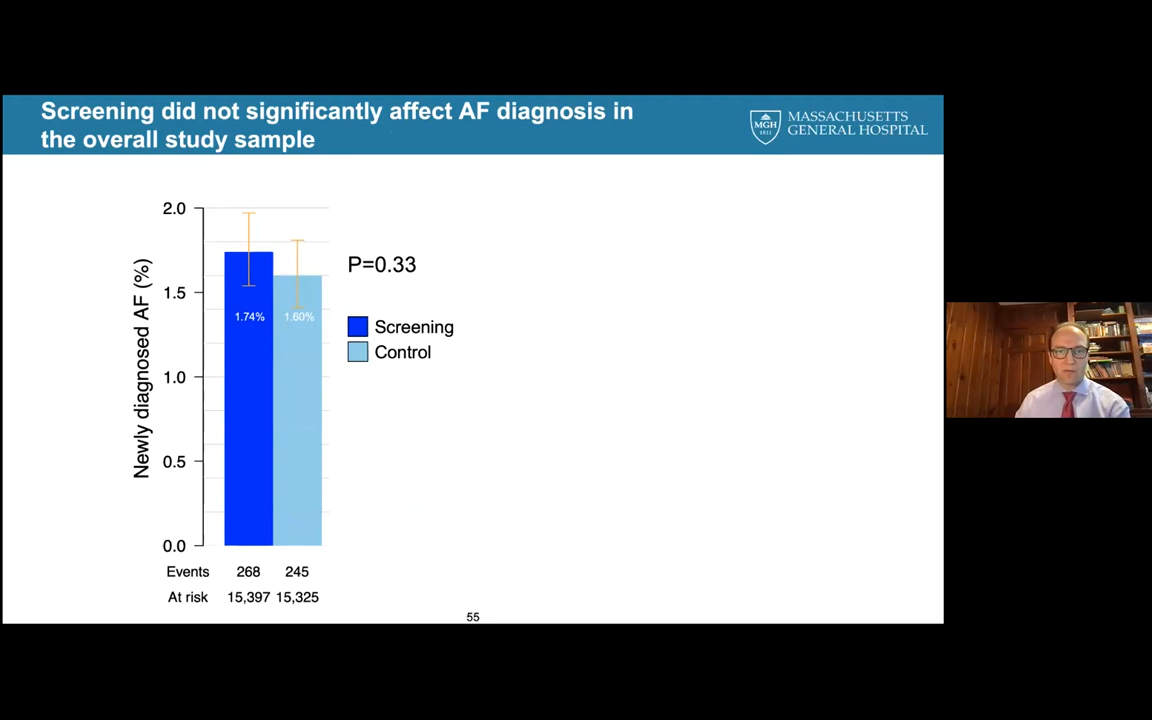 Screening did not significantly affect AF diagnosis in
the overall study sample
MGH
1811
MASSACHUSETTS
GENERAL HOSPITAL
Newly diagnosed AF (%)
2.0
1.5
1.0
0.5
0.0
1.74%
1.60%
P=0.33
Screening
Control
Events 268 245
At risk 15,397 15,325
55